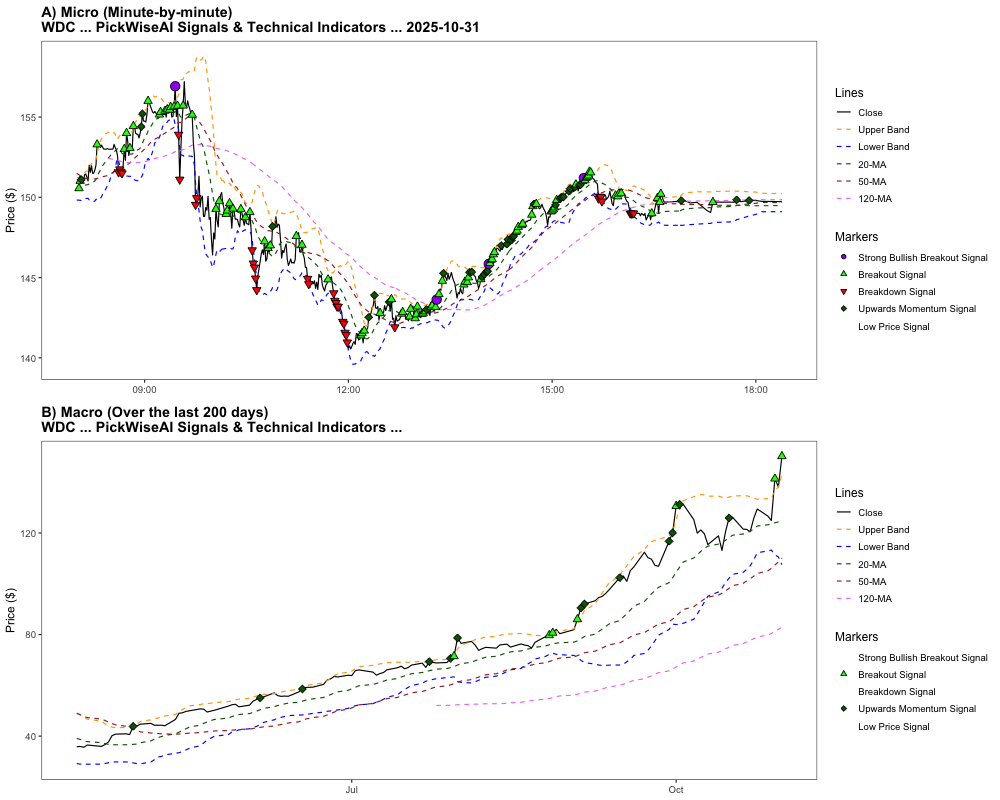 A) Micro (Minute-by-minute)
WDC ... PickWiseAI Signals & Technical Indicators ... 2025-10-31
Price ($)
155
150
145
140
09:00
12:00
15:00
18:00
Lines
Close
Upper Band
Lower Band
20-MA
50-MA
120-MA
Markers
Strong Bullish Breakout Signal
Breakout Signal
Breakdown Signal
Upwards Momentum Signal
Low Price Signal
B) Macro (Over the last 200 days)
WDC ... PickWiseAI Signals & Technical Indicators ...
Price ($)
120
80
40
Jul
Oct
Lines
Close
Upper Band
Lower Band
20-MA
50-MA
120-MA
Markers
Strong Bullish Breakout Signal
Breakout Signal
Breakdown Signal
Upwards Momentum Signal
Low Price Signal